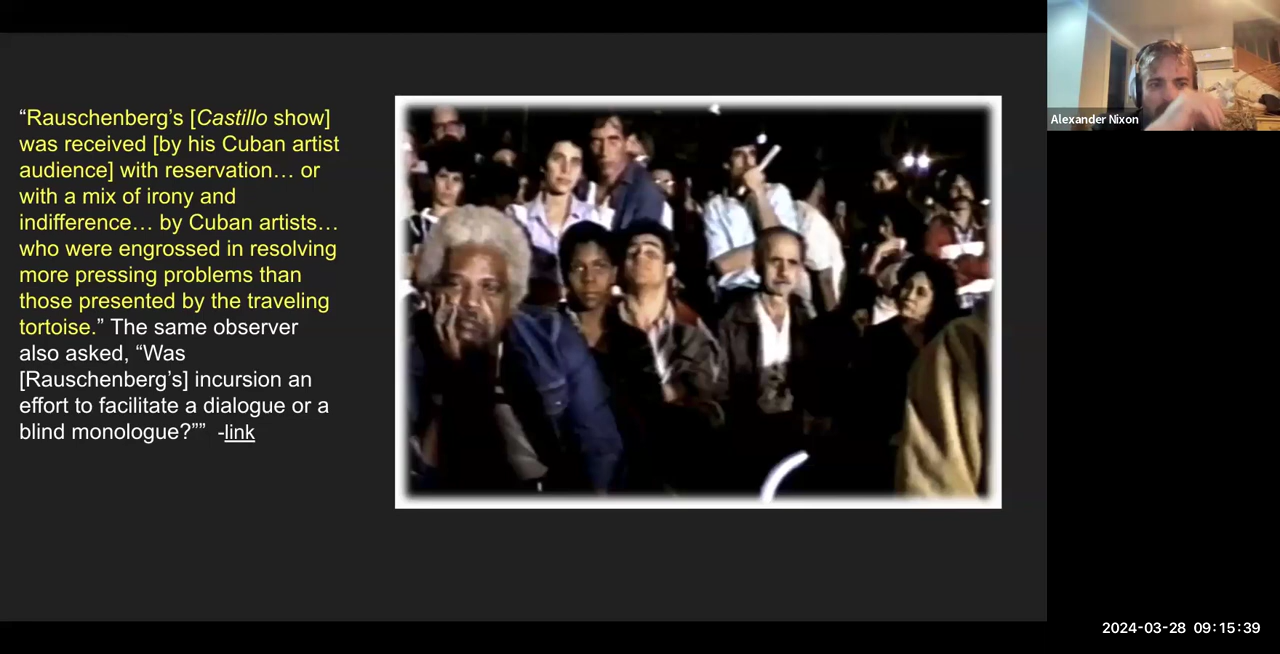 “Rauschenberg’s [Castillo show]
was received [by his Cuban artist
audience] with reservation… or
with a mix of irony and
indifference… by Cuban artists…
who were engrossed in resolving
more pressing problems than
those presented by the traveling
tortoise.” The same observer
also asked, “Was
[Rauschenberg’s] incursion an
effort to facilitate a dialogue or a
blind monologue?”” -link
Alexander Nixon
2024-03-28 09:15:39